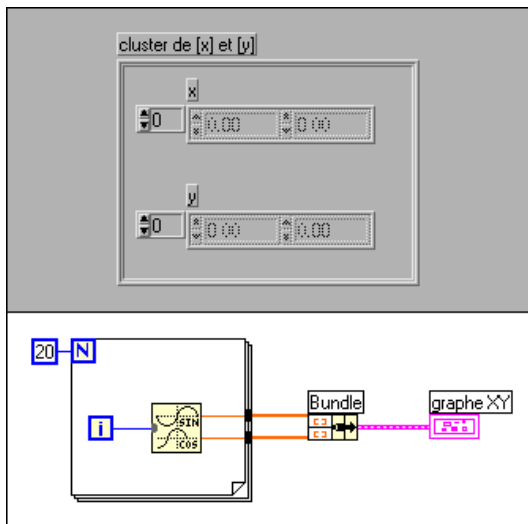 cluster de [x] et [y]
x
0 0.00 0.00
y
0 0.00 0.00
20 N
i
SIN
COS
Bundle
graphe XY